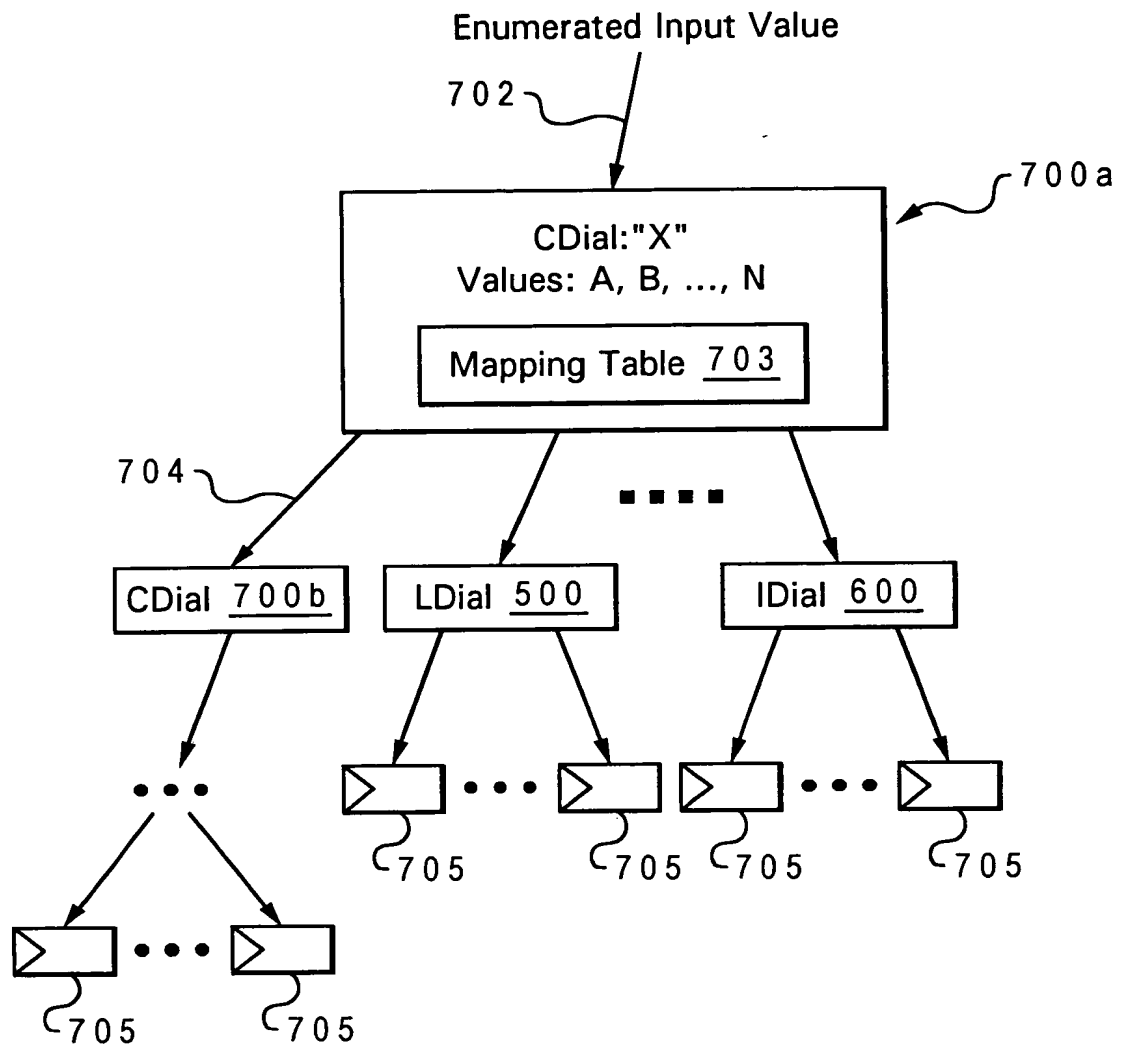 Enumerated Input Value
702
700a
CDial:"X"
Values: A, B, ..., N
Mapping Table 703
704
CDial 700b
LDial 500
IDial 600
705
705
705
705
705
705